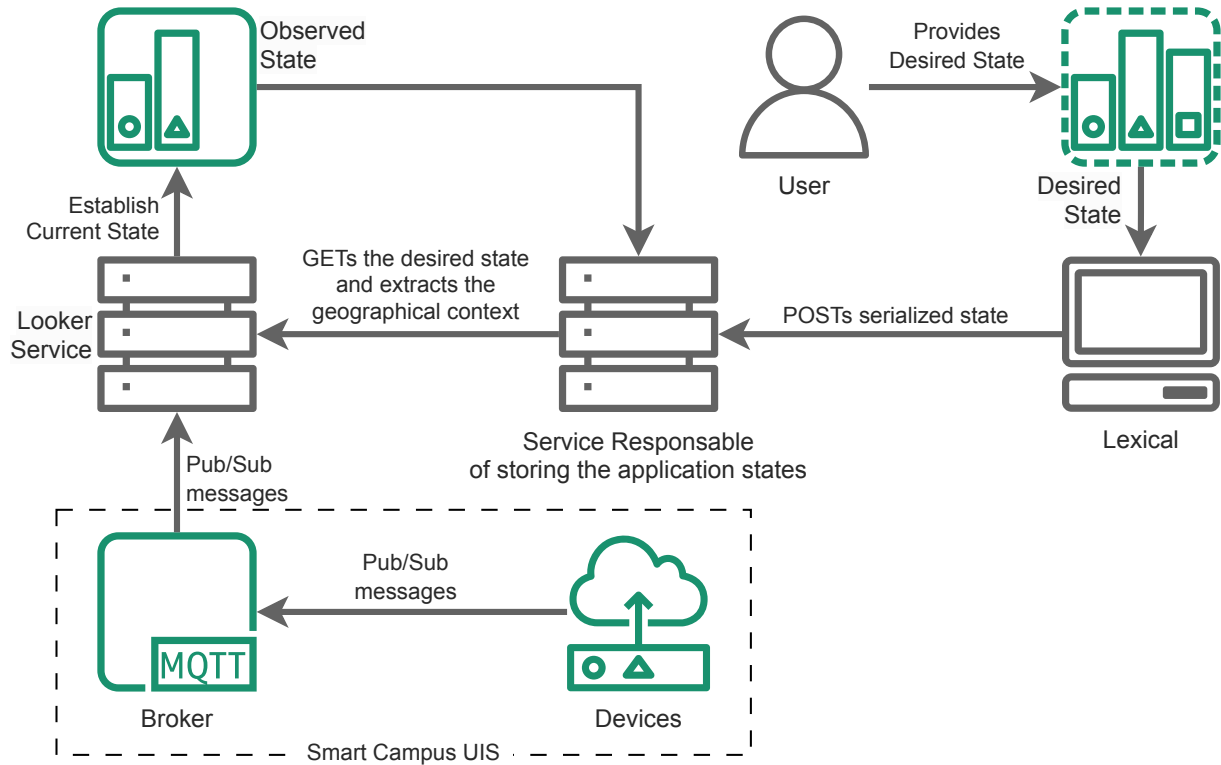 Observed
State
Provides
Desired State
User
Desired
State
Establish
Current State
GETs the desired state
and extracts the
geographical context
POSTs serialized state
Looker
Service
Service Responsable
of storing the application states
Lexical
Pub/Sub
messages
Pub/Sub
messages
MQTT
Broker
Devices
Smart Campus UIS